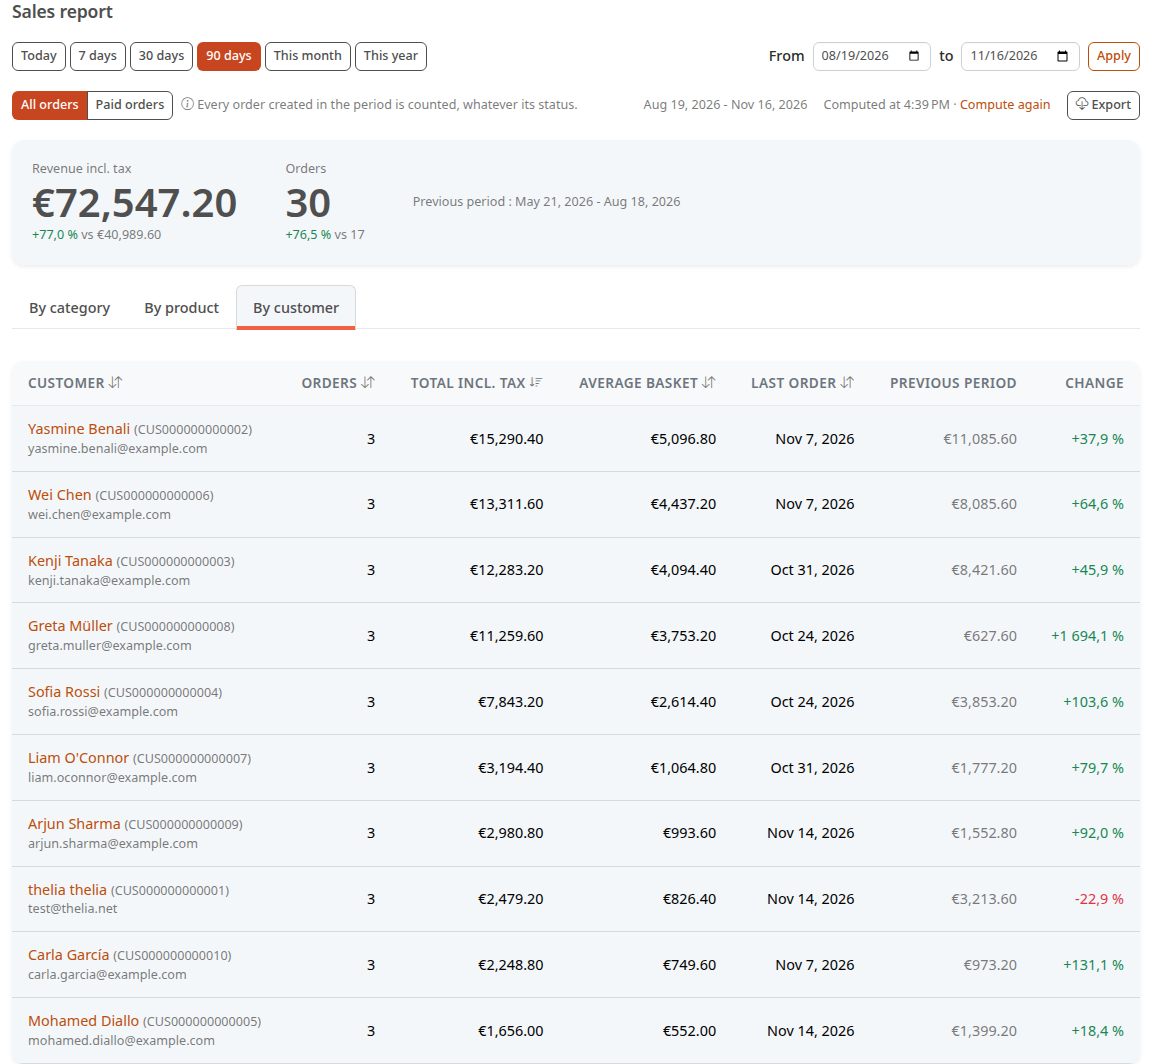 Sales report
Today 7 days 30 days 90 days This month This year From 08/19/2026 to 11/16/2026 Apply
All orders Paid orders Every order created in the period is counted, whatever its status. Aug 19, 2026 - Nov 16, 2026 Computed at 4:39 PM · Compute again Export
Revenue incl. tax Orders
€72,547.20 30 Previous period : May 21, 2026 - Aug 18, 2026
+77,0 % vs €40,989.60 +76,5 % vs 17
By category By product By customer
CUSTOMER ORDERS TOTAL INCL. TAX AVERAGE BASKET LAST ORDER PREVIOUS PERIOD CHANGE
Yasmine Benali (CUS000000000002)
yasmine.benali@example.com
3 €15,290.40 €5,096.80 Nov 7, 2026 €11,085.60 +37,9 %
Wei Chen (CUS000000000006)
wei.chen@example.com
3 €13,311.60 €4,437.20 Nov 7, 2026 €8,085.60 +64,6 %
Kenji Tanaka (CUS000000000003)
kenji.tanaka@example.com
3 €12,283.20 €4,094.40 Oct 31, 2026 €8,421.60 +45,9 %
Greta Müller (CUS000000000008)
greta.muller@example.com
3 €11,259.60 €3,753.20 Oct 24, 2026 €627.60 +1 694,1 %
Sofia Rossi (CUS000000000004)
sofia.rossi@example.com
3 €7,843.20 €2,614.40 Oct 24, 2026 €3,853.20 +103,6 %
Liam O'Connor (CUS000000000007)
liam.oconnor@example.com
3 €3,194.40 €1,064.80 Oct 31, 2026 €1,777.20 +79,7 %
Arjun Sharma (CUS000000000009)
arjun.sharma@example.com
3 €2,980.80 €993.60 Nov 14, 2026 €1,552.80 +92,0 %
thelia thelia (CUS000000000001)
test@thelia.net
3 €2,479.20 €826.40 Nov 14, 2026 €3,213.60 -22,9 %
Carla García (CUS000000000010)
carla.garcia@example.com
3 €2,248.80 €749.60 Nov 7, 2026 €973.20 +131,1 %
Mohamed Diallo (CUS000000000005)
mohamed.diallo@example.com
3 €1,656.00 €552.00 Nov 14, 2026 €1,399.20 +18,4 %